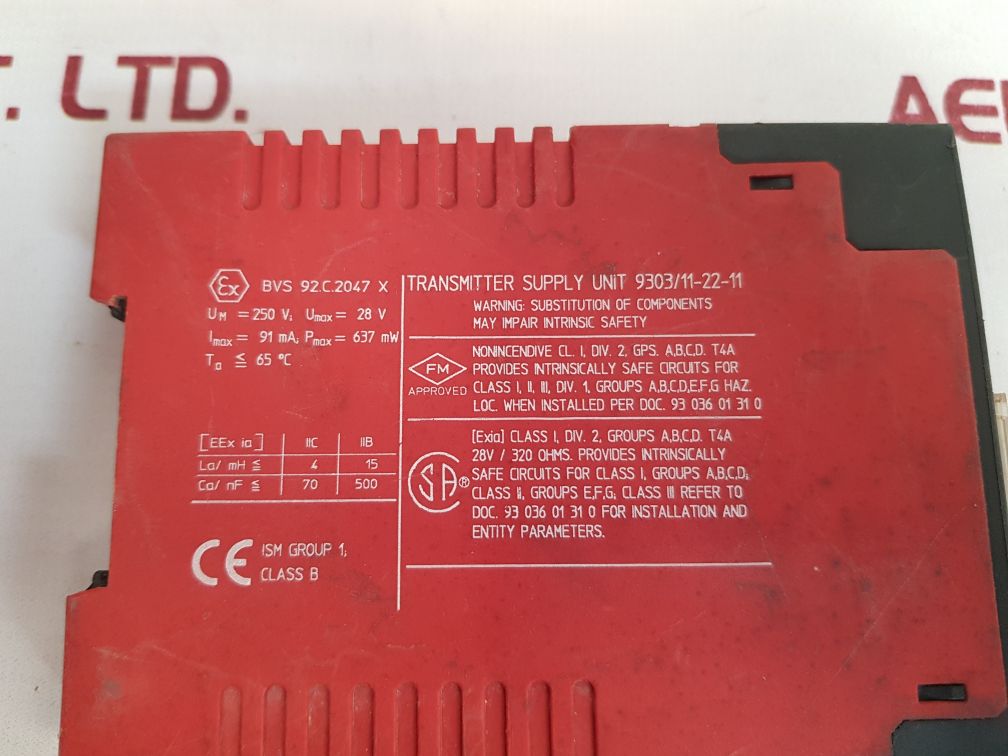 T. LTD.
AE
Ex BVS 92.C.2047 X
UM = 250 V; Umax = 28 V
Imax = 91 mA; Pmax = 637 mW
Ta ≤ 65 °C
[EEx ia] IIC IIB
La/ mH ≤ 4 15
Ca/ nF ≤ 70 500
CE ISM GROUP 1;
CLASS B
TRANSMITTER SUPPLY UNIT 9303/11-22-11
WARNING: SUBSTITUTION OF COMPONENTS
MAY IMPAIR INTRINSIC SAFETY
FM
APPROVED
NONINCENDIVE CL. I, DIV. 2, GPS. A,B,C,D. T4A
PROVIDES INTRINSICALLY SAFE CIRCUITS FOR
CLASS I, II, III, DIV. 1, GROUPS A,B,C,D,E,F,G HAZ.
LOC. WHEN INSTALLED PER DOC. 93 036 01 31 0
SA®
[Exia] CLASS I, DIV. 2, GROUPS A,B,C,D. T4A
28V / 320 OHMS. PROVIDES INTRINSICALLY
SAFE CIRCUITS FOR CLASS I, GROUPS A,B,C,D;
CLASS II, GROUPS E,F,G; CLASS III REFER TO
DOC. 93 036 01 31 0 FOR INSTALLATION AND
ENTITY PARAMETERS.